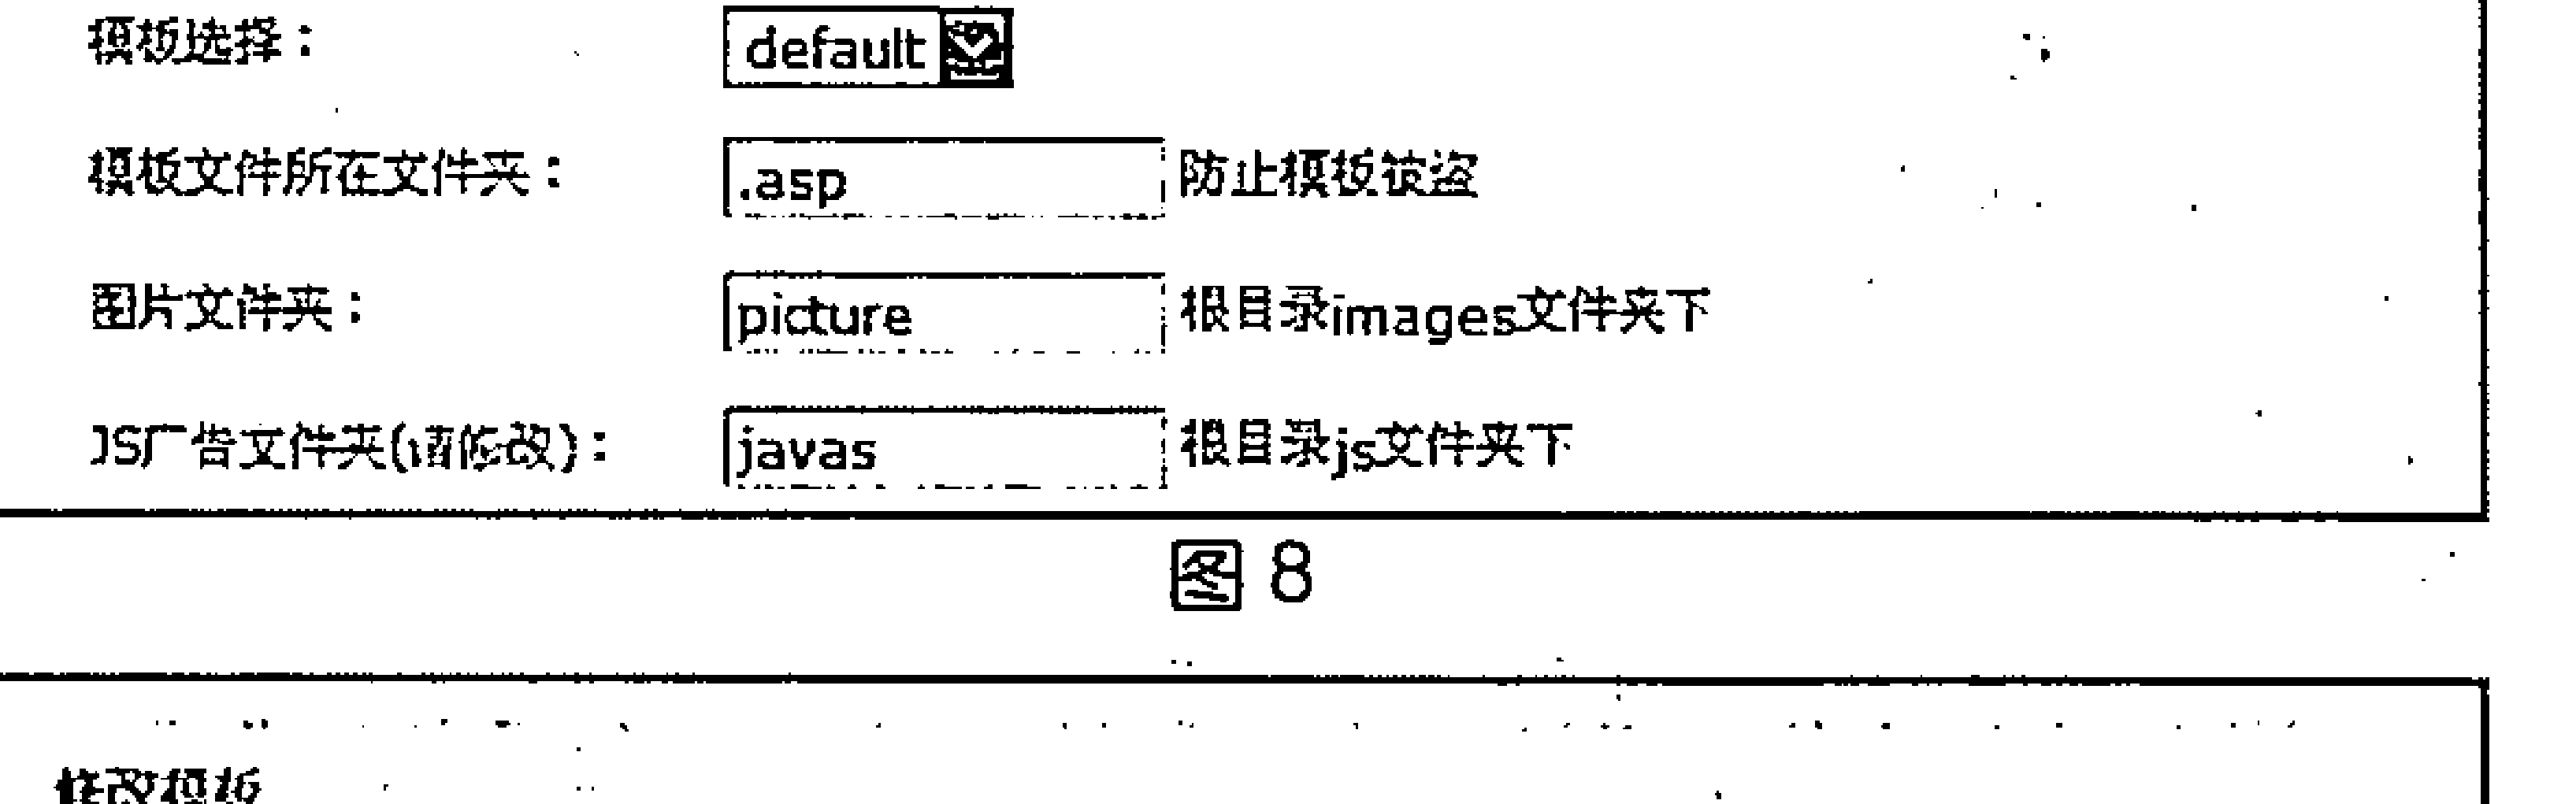 模板选择： default
模板文件所在文件夹： .asp 防止模板被盗
图片文件夹： picture 根目录images文件夹下
JS广告文件夹(请修改)： javas 根目录js文件夹下
图 8
修改模板